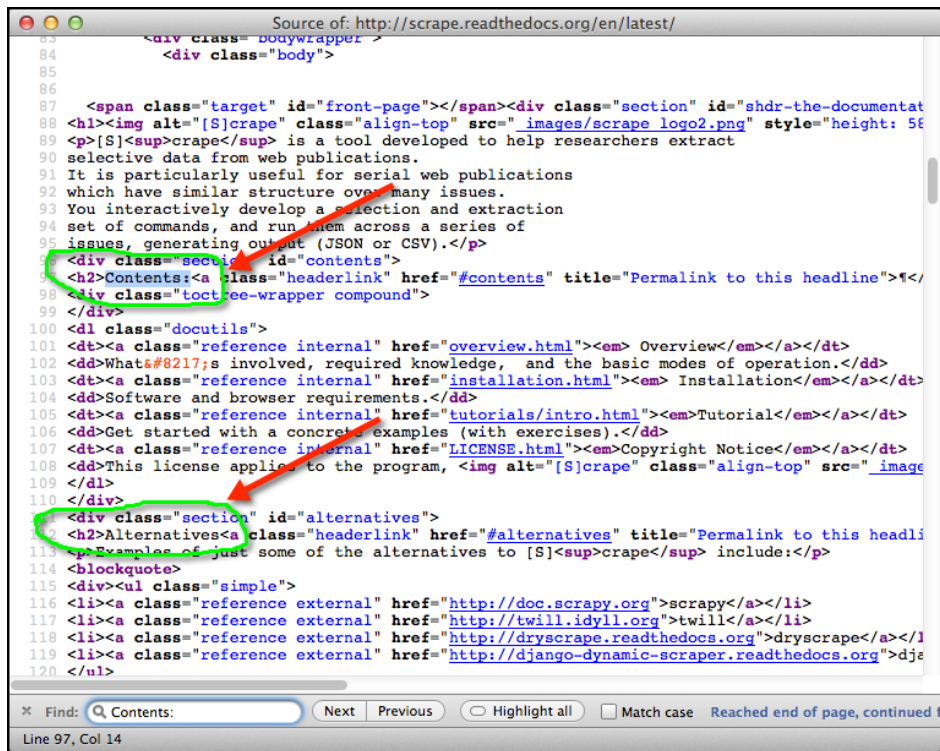 Source of: http://scrape.readthedocs.org/en/latest/
83 <div class="bodywrapper">
84 <div class="body">
85
86
87 <span class="target" id="front-page"></span><div class="section" id="shdr-the-documentat
88 <h1><img alt="[S]crape" class="align-top" src="_images/scrape_logo2.png" style="height: 58
89 <p>[S]<sup>crape</sup> is a tool developed to help researchers extract
90 selective data from web publications.
91 It is particularly useful for serial web publications
92 which have similar structure over many issues.
93 You interactively develop a selection and extraction
94 set of commands, and run them across a series of
95 issues, generating output (JSON or CSV).</p>
96 <div class="section" id="contents">
97 <h2>Contents:<a class="headerlink" href="#contents" title="Permalink to this headline">¶</
98 <div class="toctree-wrapper compound">
99 </div>
100 <dl class="docutils">
101 <dt><a class="reference internal" href="overview.html"><em> Overview</em></a></dt>
102 <dd>What&#8217;s involved, required knowledge,  and the basic modes of operation.</dd>
103 <dt><a class="reference internal" href="installation.html"><em> Installation</em></a></dt>
104 <dd>Software and browser requirements.</dd>
105 <dt><a class="reference internal" href="tutorials/intro.html"><em>Tutorial</em></a></dt>
106 <dd>Get started with a concrete examples (with exercises).</dd>
107 <dt><a class="reference internal" href="LICENSE.html"><em>Copyright Notice</em></a></dt>
108 <dd>This license applies to the program, <img alt="[S]crape" class="align-top" src="_image
109 </dl>
110 </div>
111 <div class="section" id="alternatives">
112 <h2>Alternatives<a class="headerlink" href="#alternatives" title="Permalink to this headli
113 <p>Examples of just some of the alternatives to [S]<sup>crape</sup> include:</p>
114 <blockquote>
115 <div><ul class="simple">
116 <li><a class="reference external" href="http://doc.scrapy.org">scrapy</a></li>
117 <li><a class="reference external" href="http://twill.idyll.org">twill</a></li>
118 <li><a class="reference external" href="http://dryscrape.readthedocs.org">dryscrape</a></l
119 <li><a class="reference external" href="http://django-dynamic-scraper.readthedocs.org">dja
120 </ul>
× Find: Contents: Next Previous Highlight all Match case Reached end of page, continued f
Line 97, Col 14